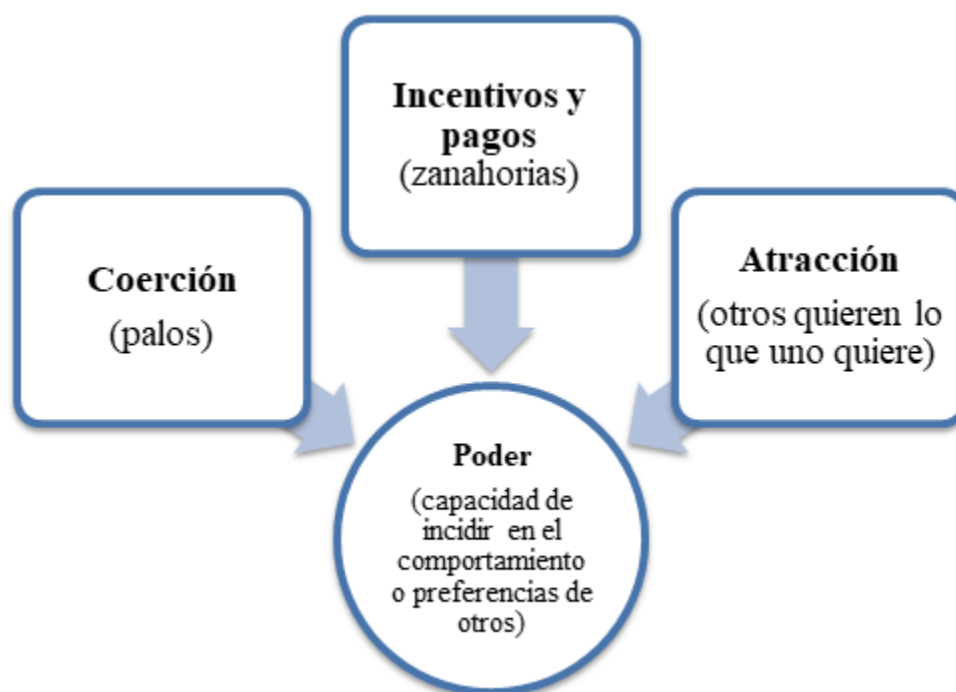 Incentivos y
pagos
(zanahorias)
Coerción
(palos)
Atracción
(otros quieren lo
que uno quiere)
Poder
(capacidad de
incidir en el
comportamiento
o preferencias de
otros)